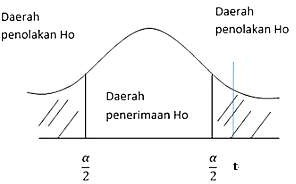 Daerah
penolakan Ho
Daerah
penolakan Ho
Daerah
penerimaan Ho
α/2
α/2 t